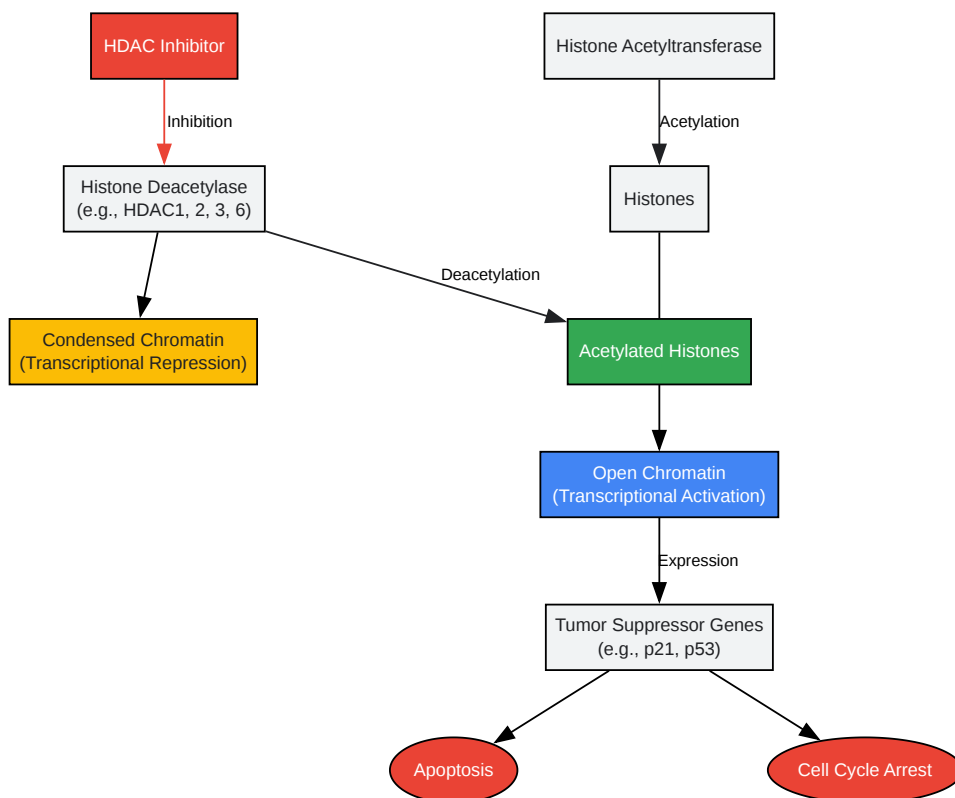 HDAC Inhibitor
Histone Acetyltransferase
Inhibition
Acetylation
Histone Deacetylase
(e.g., HDAC1, 2, 3, 6)
Histones
Deacetylation
Condensed Chromatin
(Transcriptional Repression)
Acetylated Histones
Open Chromatin
(Transcriptional Activation)
Expression
Tumor Suppressor Genes
(e.g., p21, p53)
Apoptosis
Cell Cycle Arrest